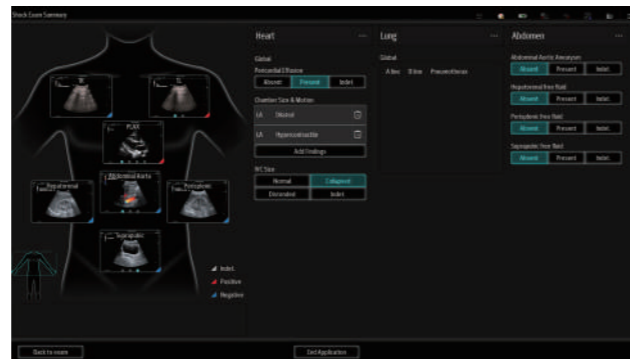 Shock Exam Summary
PLAX
Abdominal Aorta
Hepatorenal
Perisplenic
Suprapubic
Indet.
Positive
Negative
Back to exam
End Application
Heart
Global
Pericardial Effusion
Absent Present Indet.
Chamber Size & Motion
LA Dilated
LA Hypercontractile
Add Findings
IVC Size
Normal Collapsed
Distended Indet.
Lung
Global
A line B line Pneumothorax
Abdomen
Abdominal Aortic Aneurysm
Absent Present Indet.
Hepatorenal free fluid
Absent Present Indet.
Perisplenic free fluid
Absent Present Indet.
Suprapubic free fluid
Absent Present Indet.